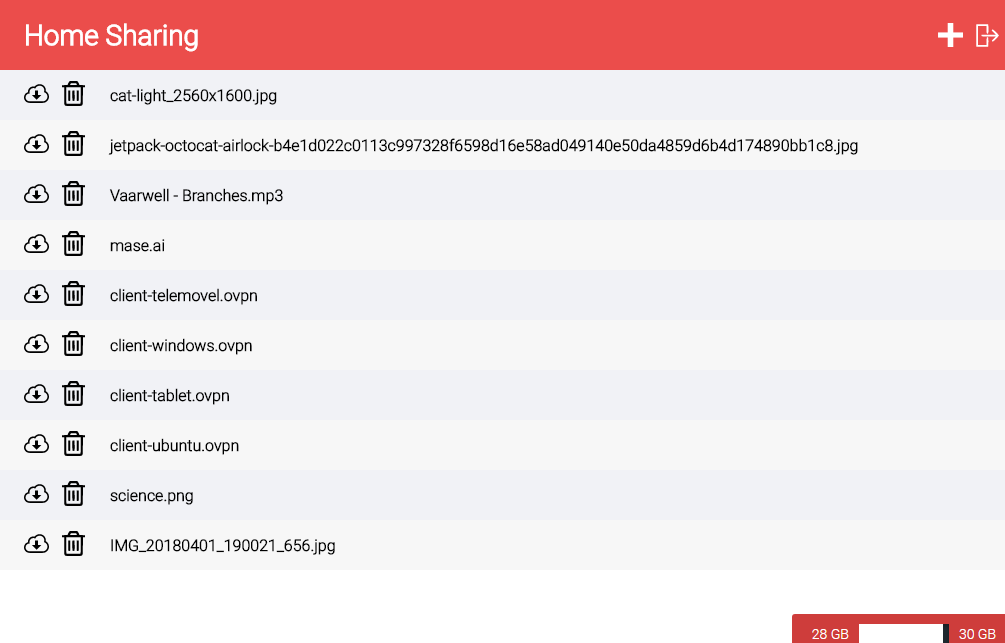 Home Sharing
cat-light_2560x1600.jpg
jetpack-octocat-airlock-b4e1d022c0113c997328f6598d16e58ad049140e50da4859d6b4d174890bb1c8.jpg
Vaarwell - Branches.mp3
mase.ai
client-telemovel.ovpn
client-windows.ovpn
client-tablet.ovpn
client-ubuntu.ovpn
science.png
IMG_20180401_190021_656.jpg
28 GB 30 GB